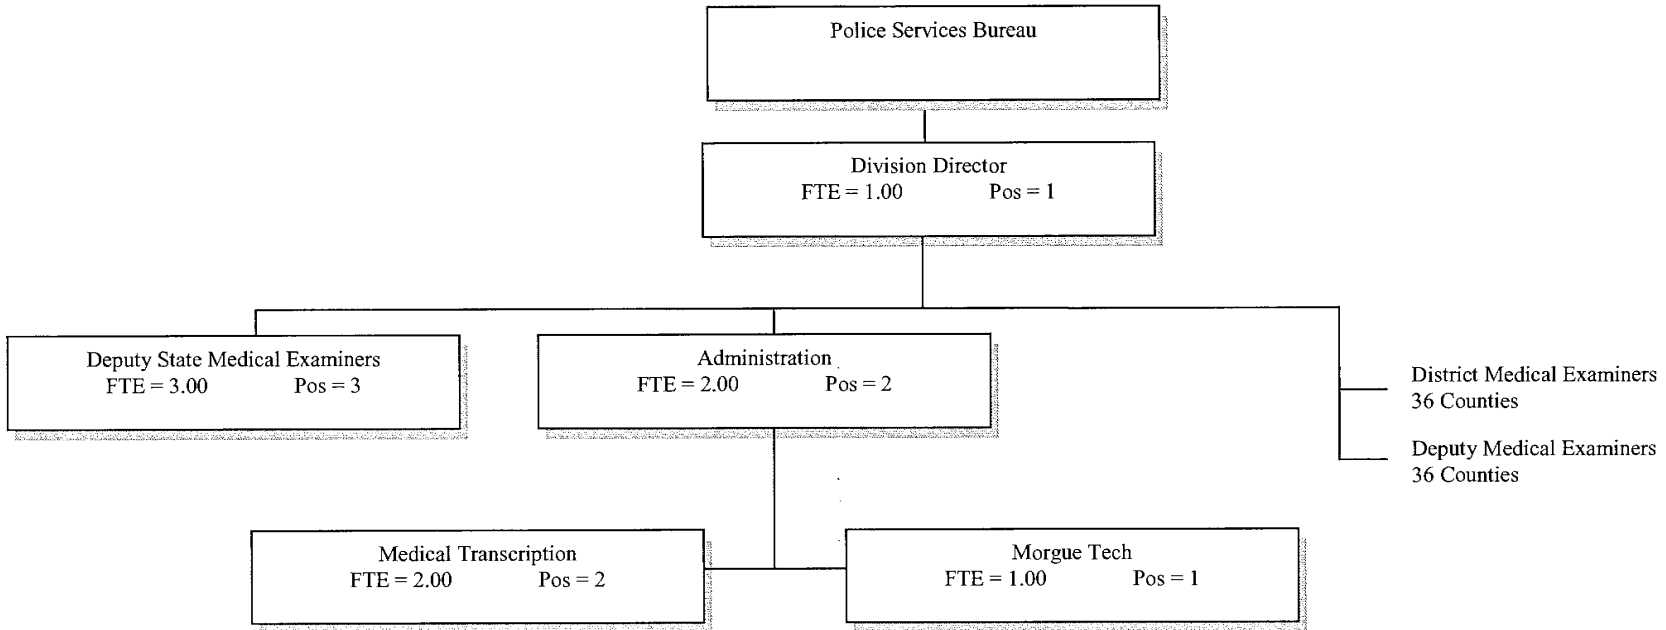 Police Services Bureau
Division Director
FTE = 1.00 Pos = 1
Deputy State Medical Examiners
FTE = 3.00 Pos = 3
Administration
FTE = 2.00 Pos = 2
District Medical Examiners
36 Counties
Deputy Medical Examiners
36 Counties
Medical Transcription
FTE = 2.00 Pos = 2
Morgue Tech
FTE = 1.00 Pos = 1